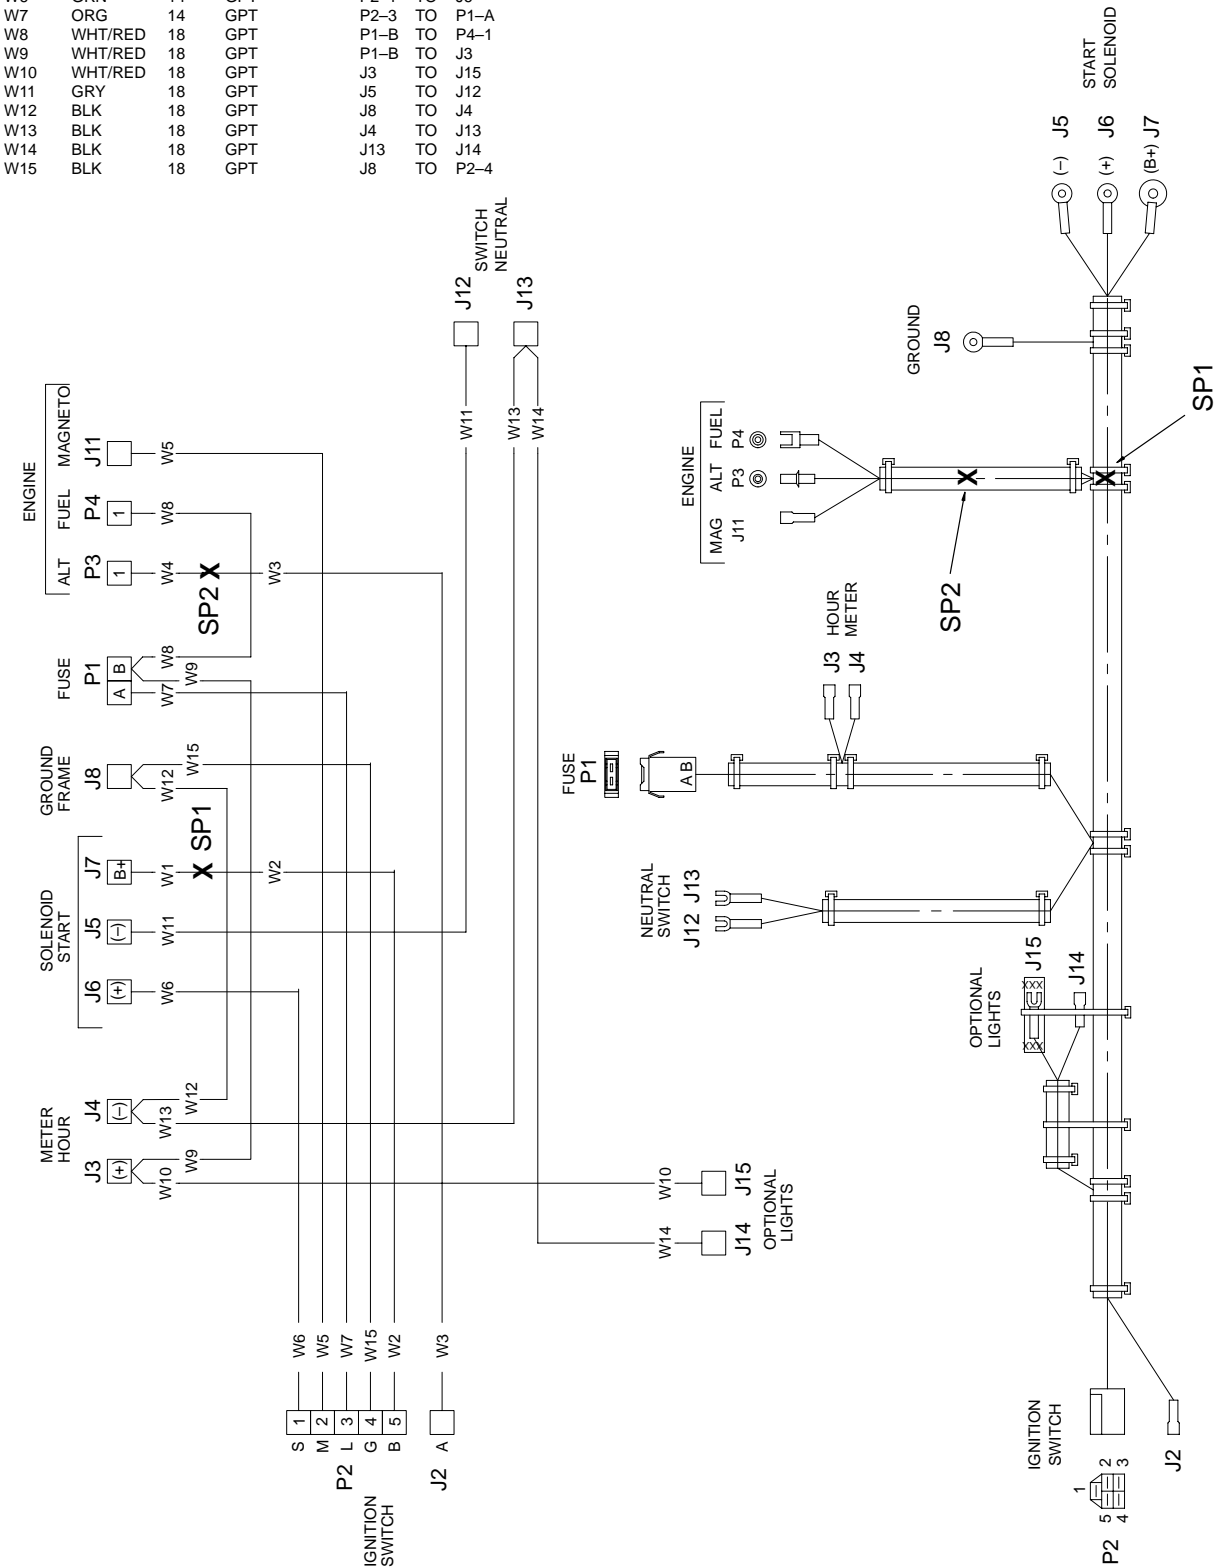 W7 ORG 14 GPT P2–3 TO P1–A
W8 WHT/RED 18 GPT P1–B TO P4–1
W9 WHT/RED 18 GPT P1–B TO J3
W10 WHT/RED 18 GPT J3 TO J15
W11 GRY 18 GPT J5 TO J12
W12 BLK 18 GPT J8 TO J4
W13 BLK 18 GPT J4 TO J13
W14 BLK 18 GPT J13 TO J14
W15 BLK 18 GPT J8 TO P2–4
METER
HOUR
J3 J4
(+) (–)
W10 W9 W13 W12
SOLENOID
START
J6 J5 J7
(+) (–) B+
W6 W11 W1
X SP1
W2
GROUND
FRAME
J8
W12 W15
FUSE
P1
A B
W7 W9 W8
ENGINE
ALT FUEL MAGNETO
P3 P4 J11
1 1
W4 W8 W5
SP2 X
W3
W11
J12
SWITCH
NEUTRAL
W13
W14
J13
W10
J15
W14
J14
OPTIONAL
LIGHTS
IGNITION
SWITCH
P2
S 1 W6
M 2 W5
L 3 W7
G 4 W15
B 5 W2
J2
A W3
START
SOLENOID
(–) J5
(+) J6
(B+) J7
GROUND
J8
SP1
X
ENGINE
MAG ALT FUEL
J11 P3 P4
X
SP2
HOUR
METER
J3
J4
FUSE
P1
A B
NEUTRAL
SWITCH
J12 J13
OPTIONAL
LIGHTS
XXX XXX
J15
J14
IGNITION
SWITCH
P2
1
5 2
4 3
J2